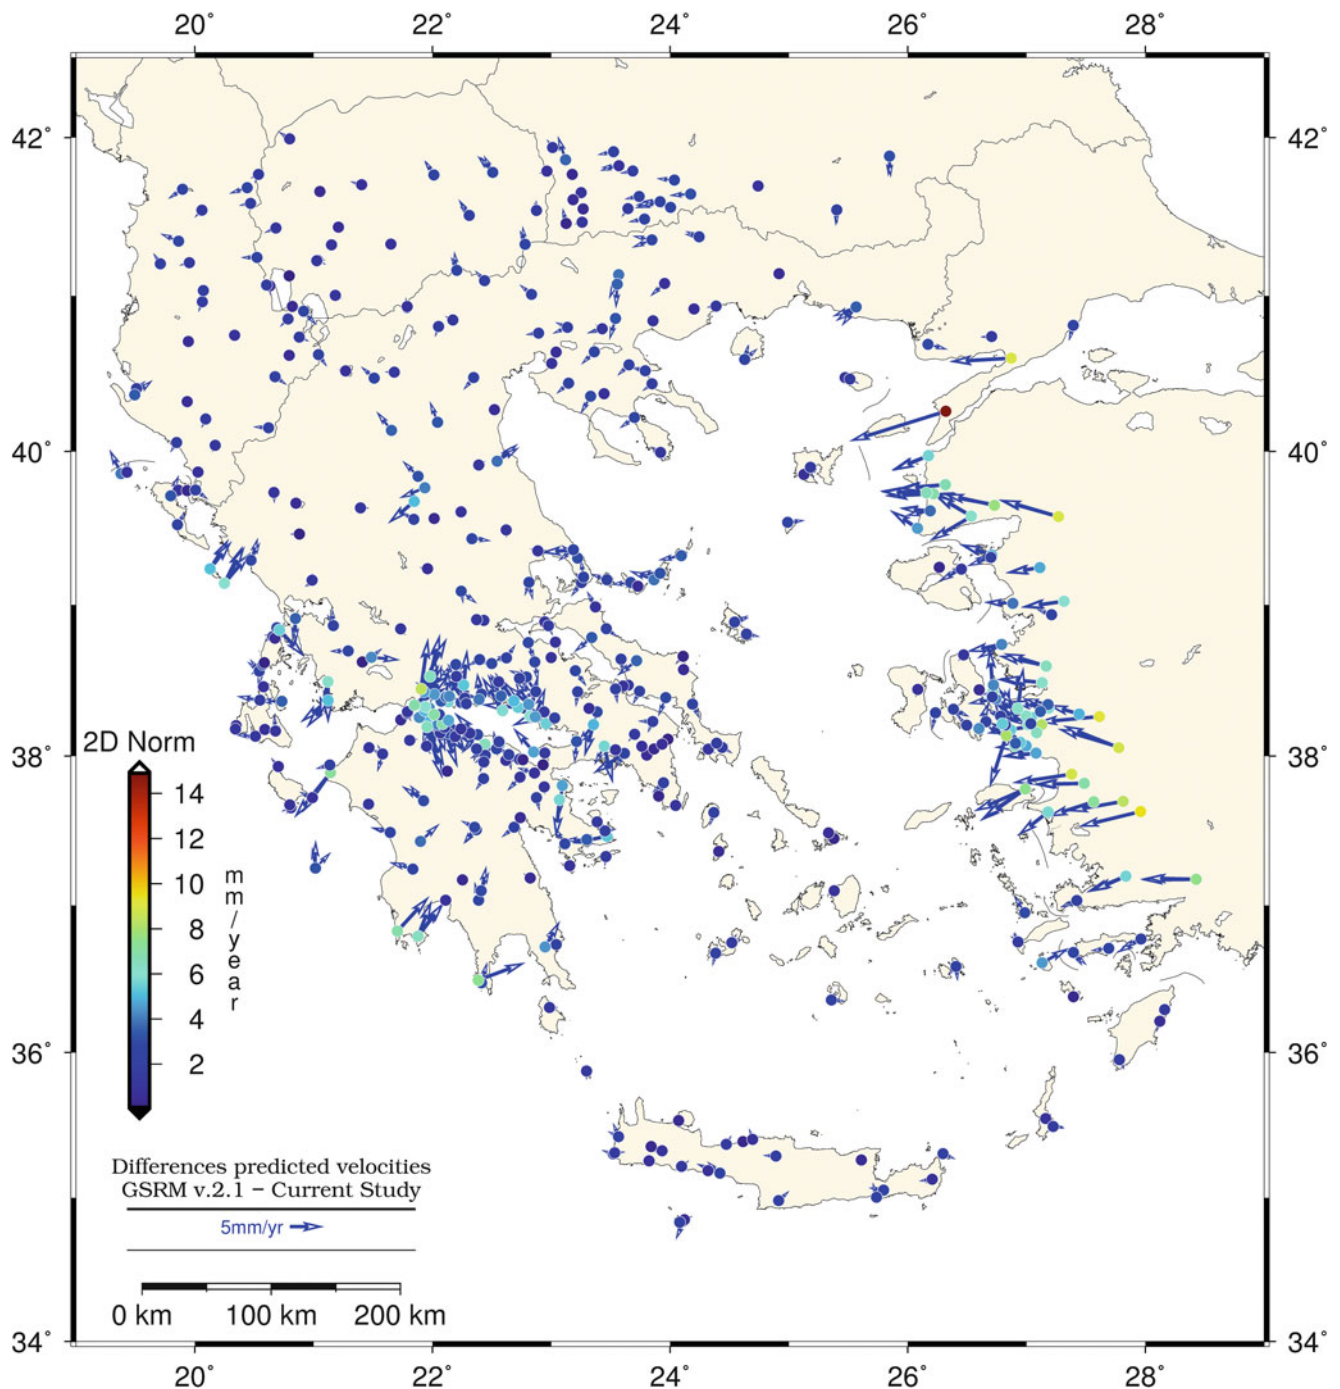 20° 22° 24° 26° 28°
42° 42°
40° 40°
38° 38°
36° 36°
34° 34°
2D Norm
14
12
10
8
6
4
2
mm/year
Differences predicted velocities
GSRM v.2.1 – Current Study
5mm/yr
0 km 100 km 200 km
20° 22° 24° 26° 28°